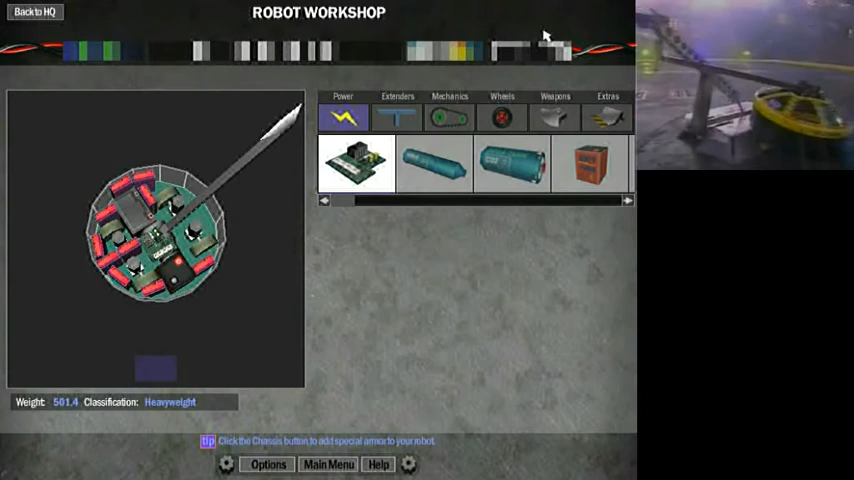 Back to HQ
ROBOT WORKSHOP
Power Extenders Mechanics Wheels Weapons Extras
Weight: 501.4 Classification: Heavyweight
tip Click the Chassis button to add special armor to your robot.
Options Main Menu Help